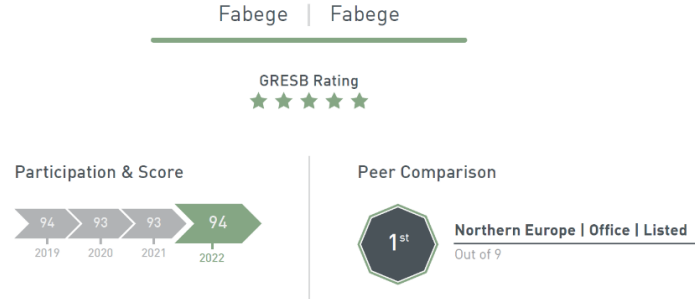 Fabege | Fabege
GRESB Rating
Participation & Score
94 93 93 94
2019 2020 2021 2022
Peer Comparison
1st
Northern Europe | Office | Listed
Out of 9